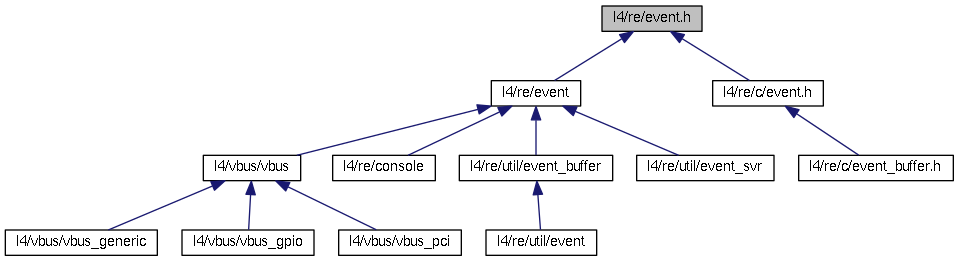 l4/re/event.h
l4/re/event
l4/re/c/event.h
l4/vbus/vbus
l4/re/console
l4/re/util/event_buffer
l4/re/util/event_svr
l4/re/c/event_buffer.h
l4/vbus/vbus_generic
l4/vbus/vbus_gpio
l4/vbus/vbus_pci
l4/re/util/event